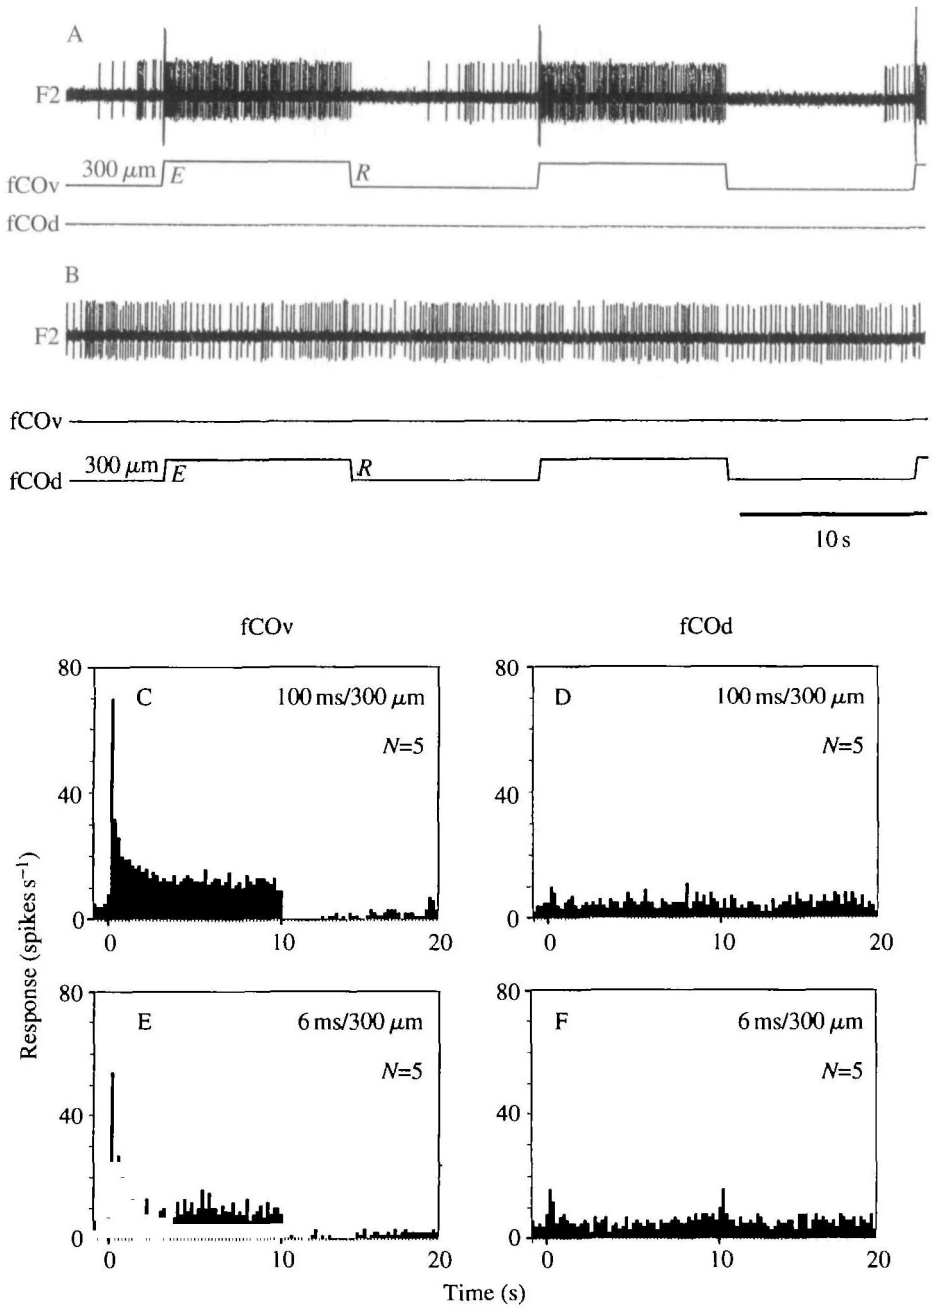 A
F2
300 μm
E
R
fCOv
fCOd
B
F2
fCOv
300 μm
E
R
fCOd
10 s
fCOv
fCOd
80
C
100 ms/300 μm
N=5
40
0
0
10
20
80
D
100 ms/300 μm
N=5
40
0
0
10
20
Response (spikes s⁻¹)
80
E
6 ms/300 μm
N=5
40
0
0
10
20
80
F
6 ms/300 μm
N=5
40
0
0
10
20
Time (s)